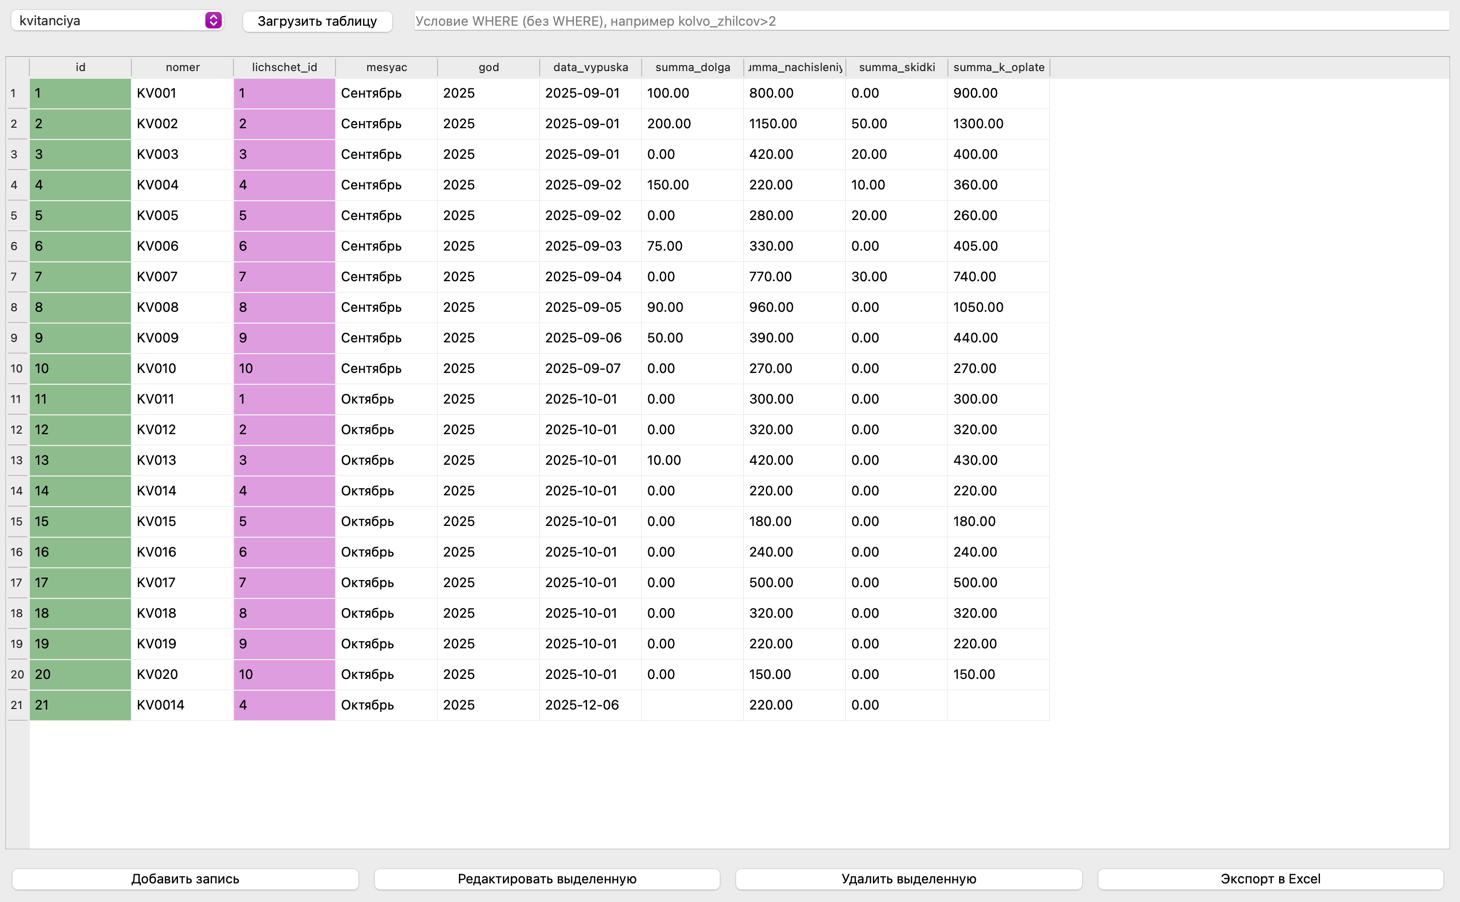 kvitanciya Загрузить таблицу Условие WHERE (без WHERE), например kolvo_zhilcov>2
id nomer lichschet_id mesyac god data_vypuska summa_dolga ımma_nachisleniy summa_skidki summa_k_oplate
1 1 KV001 1 Сентябрь 2025 2025-09-01 100.00 800.00 0.00 900.00
2 2 KV002 2 Сентябрь 2025 2025-09-01 200.00 1150.00 50.00 1300.00
3 3 KV003 3 Сентябрь 2025 2025-09-01 0.00 420.00 20.00 400.00
4 4 KV004 4 Сентябрь 2025 2025-09-02 150.00 220.00 10.00 360.00
5 5 KV005 5 Сентябрь 2025 2025-09-02 0.00 280.00 20.00 260.00
6 6 KV006 6 Сентябрь 2025 2025-09-03 75.00 330.00 0.00 405.00
7 7 KV007 7 Сентябрь 2025 2025-09-04 0.00 770.00 30.00 740.00
8 8 KV008 8 Сентябрь 2025 2025-09-05 90.00 960.00 0.00 1050.00
9 9 KV009 9 Сентябрь 2025 2025-09-06 50.00 390.00 0.00 440.00
10 10 KV010 10 Сентябрь 2025 2025-09-07 0.00 270.00 0.00 270.00
11 11 KV011 1 Октябрь 2025 2025-10-01 0.00 300.00 0.00 300.00
12 12 KV012 2 Октябрь 2025 2025-10-01 0.00 320.00 0.00 320.00
13 13 KV013 3 Октябрь 2025 2025-10-01 10.00 420.00 0.00 430.00
14 14 KV014 4 Октябрь 2025 2025-10-01 0.00 220.00 0.00 220.00
15 15 KV015 5 Октябрь 2025 2025-10-01 0.00 180.00 0.00 180.00
16 16 KV016 6 Октябрь 2025 2025-10-01 0.00 240.00 0.00 240.00
17 17 KV017 7 Октябрь 2025 2025-10-01 0.00 500.00 0.00 500.00
18 18 KV018 8 Октябрь 2025 2025-10-01 0.00 320.00 0.00 320.00
19 19 KV019 9 Октябрь 2025 2025-10-01 0.00 220.00 0.00 220.00
20 20 KV020 10 Октябрь 2025 2025-10-01 0.00 150.00 0.00 150.00
21 21 KV0014 4 Октябрь 2025 2025-12-06 220.00 0.00
Добавить запись Редактировать выделенную Удалить выделенную Экспорт в Excel